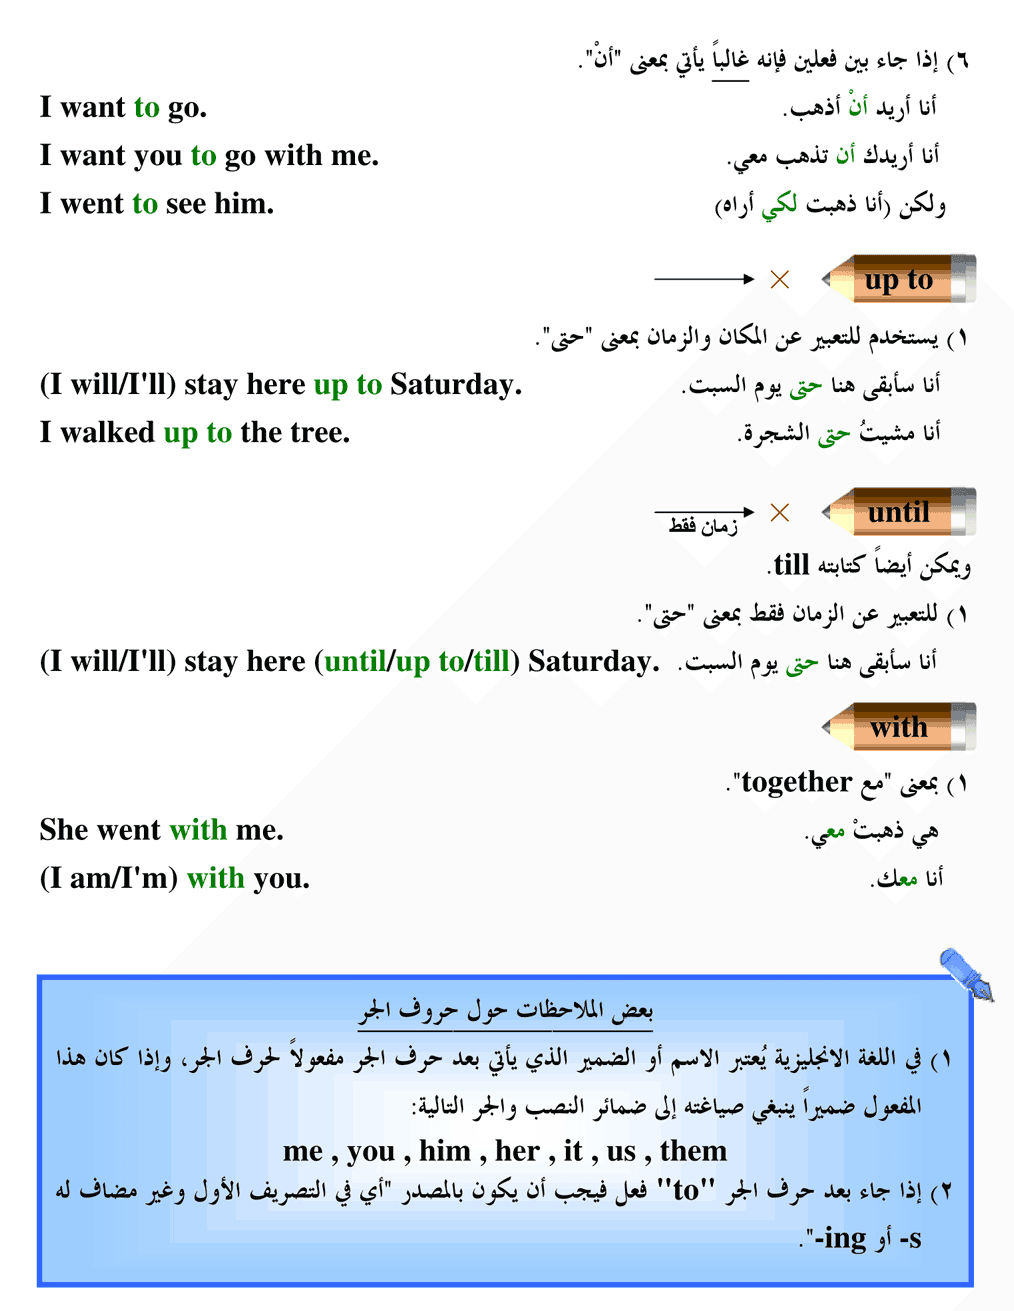 ٦) إذا جاء بين فعلين فإنه غالباً يأتي بمعنى "أنْ".
I want to go. أنا أريد أنْ أذهب.
I want you to go with me. أنا أريدك أن تذهب معي.
I went to see him. ولكن (أنا ذهبت لكي أراه)
× up to
١) يستخدم للتعبير عن المكان والزمان بمعنى "حتى".
(I will/I'll) stay here up to Saturday. أنا سأبقى هنا حتى يوم السبت.
I walked up to the tree. أنا مشيتُ حتى الشجرة.
× until
زمان فقط
ويمكن أيضاً كتابته till.
١) للتعبير عن الزمان فقط بمعنى "حتى".
(I will/I'll) stay here (until/up to/till) Saturday. أنا سأبقى هنا حتى يوم السبت.
with
١) بمعنى "مع together".
She went with me. هي ذهبتْ معي.
(I am/I'm) with you. أنا معك.
بعض الملاحظات حول حروف الجر
١) في اللغة الانجليزية يُعتبر الاسم أو الضمير الذي يأتي بعد حرف الجر مفعولاً لحرف الجر، وإذا كان هذا
المفعول ضميراً ينبغي صياغته إلى ضمائر النصب والجر التالية:
me , you , him , her , it , us , them
٢) إذا جاء بعد حرف الجر "to" فعل فيجب أن يكون بالمصدر "أي في التصريف الأول وغير مضاف له
-s أو -ing".